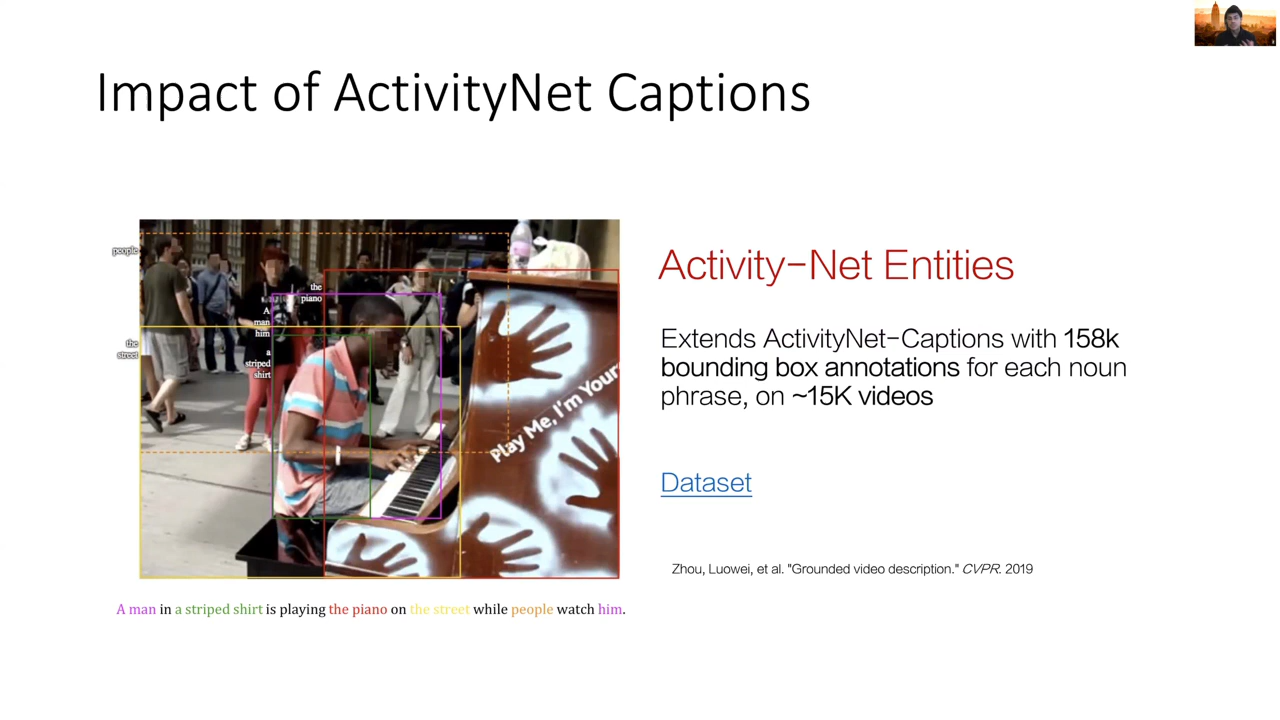 Impact of ActivityNet Captions
people
the
piano
A
man
him
the
street
a
striped
shirt
Play Me, I'm Your
Activity-Net Entities
Extends ActivityNet-Captions with 158k
bounding box annotations for each noun
phrase, on ~15K videos
Dataset
Zhou, Luowei, et al. "Grounded video description." CVPR. 2019
A man in a striped shirt is playing the piano on the street while people watch him.